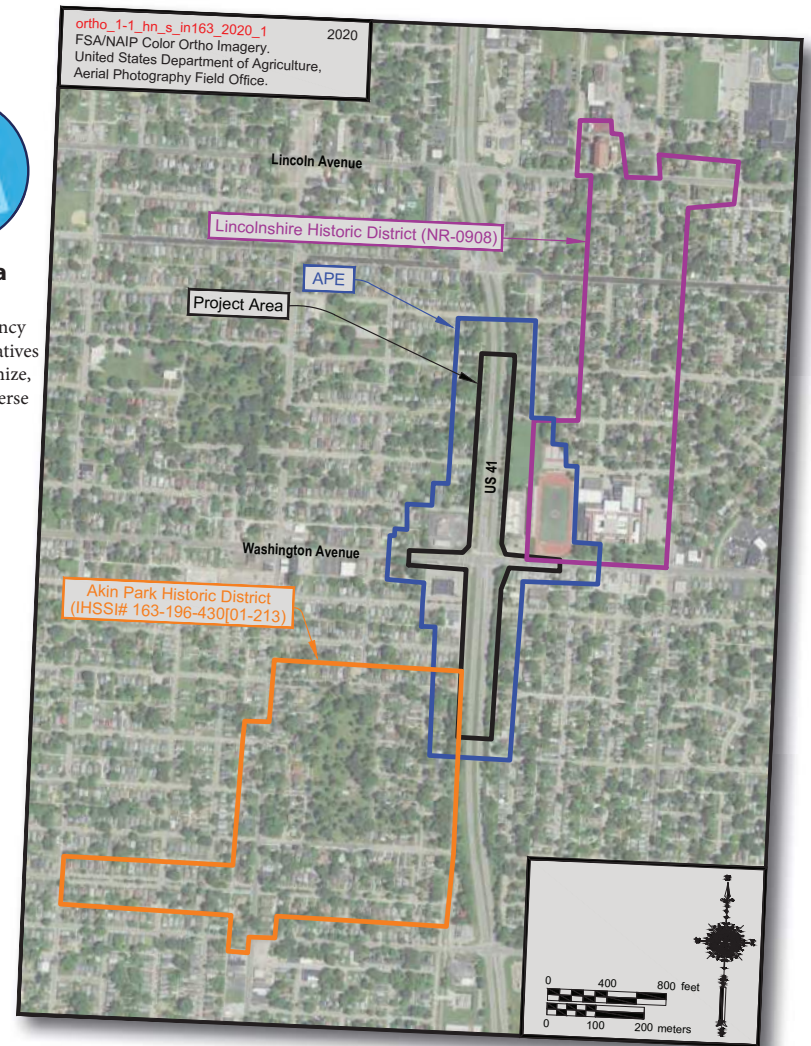 ortho_1-1_hn_s_in163_2020_1
2020
FSA/NAIP Color Ortho Imagery.
United States Department of Agriculture,
Aerial Photography Field Office.
a
ncy
atives
nize,
erse
Lincoln Avenue
Lincolnshire Historic District (NR-0908)
APE
Project Area
US 41
Washington Avenue
Akin Park Historic District
(IHSSI# 163-196-430[01-213)
0 400 800 feet
0 100 200 meters